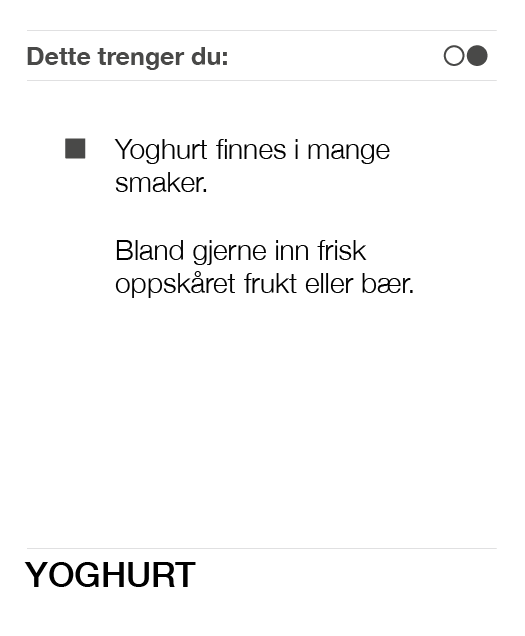 Dette trenger du:
Yoghurt finnes i mange
smaker.
Bland gjerne inn frisk
oppskåret frukt eller bær.
YOGHURT